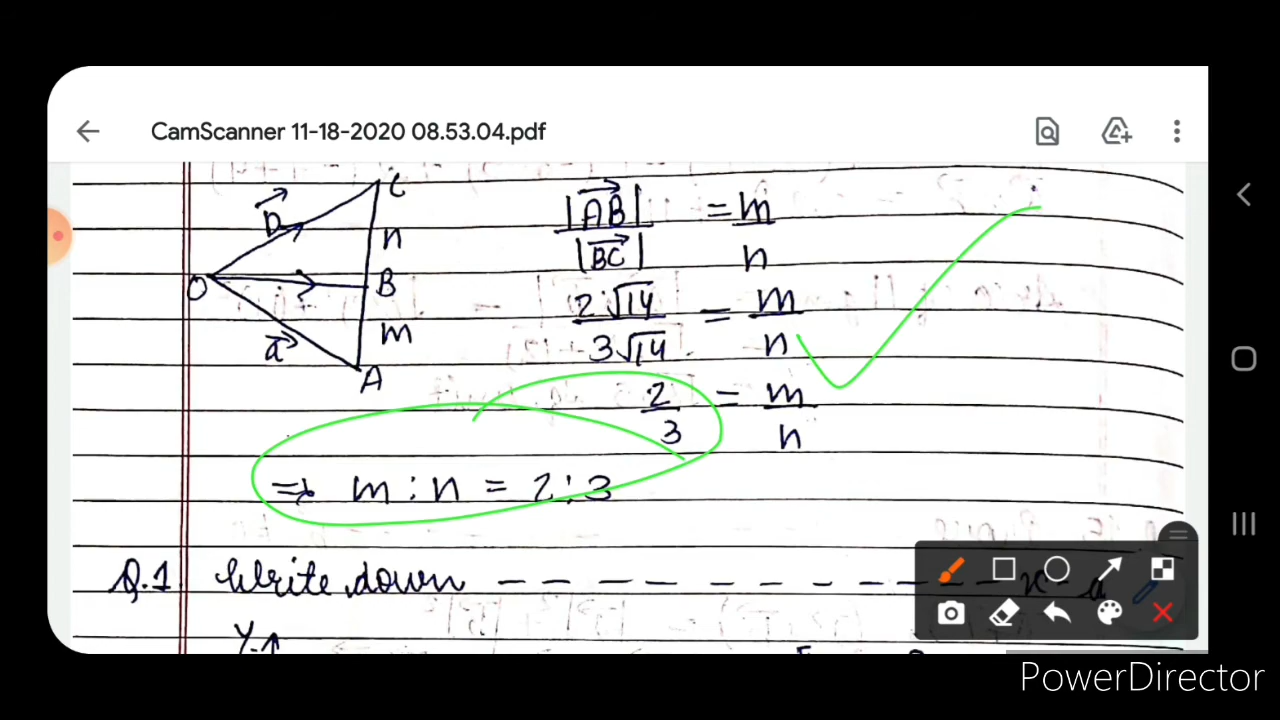 CamScanner 11-18-2020 08.53.04.pdf
C
b
n
|AB| = m
|BC| n
O
B
2√14 = m
3√14 n
m
a
A
2 = m
3 n
⇒ m : n = 2 : 3
Q.1 Write down - - - - - - - - - - - x-a
Y
PowerDirector